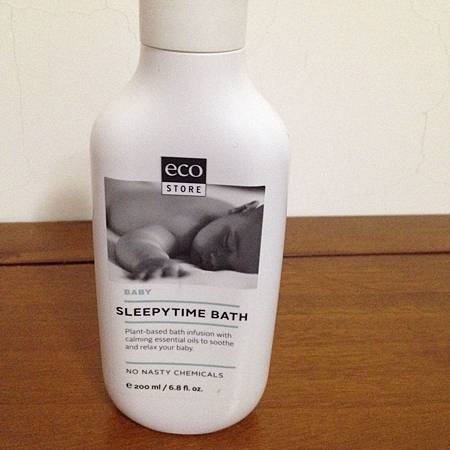 eco
STORE
BABY
SLEEPYTIME BATH
Plant-based bath infusion with
calming essential oils to soothe
and relax your baby.
NO NASTY CHEMICALS
e 200 ml / 6.8 fl. oz.